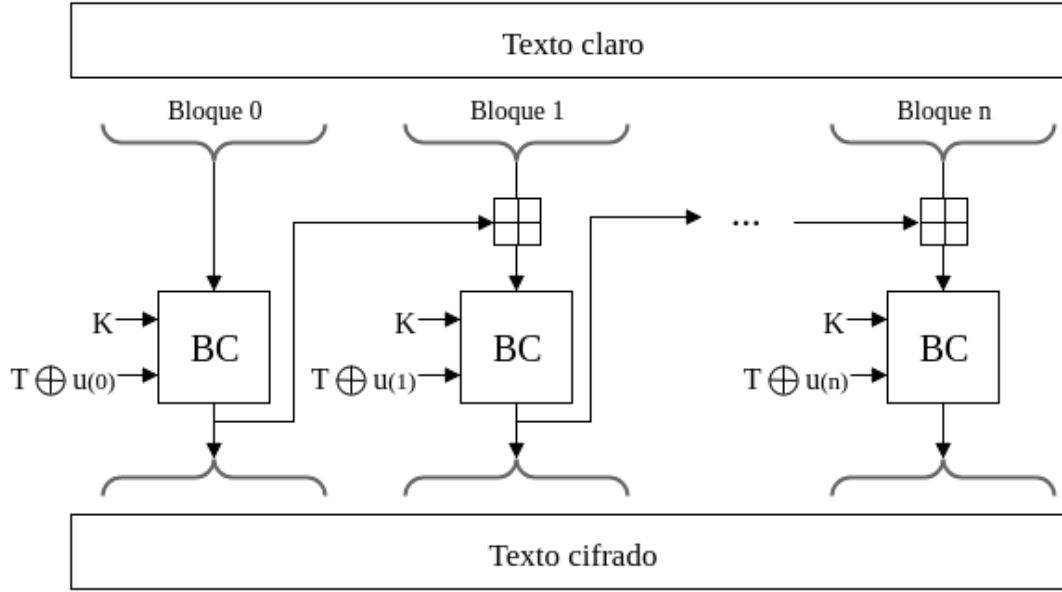 Texto claro
Bloque 0 Bloque 1 Bloque n
...
K K K
BC BC BC
T ⊕ u(0) T ⊕ u(1) T ⊕ u(n)
Texto cifrado